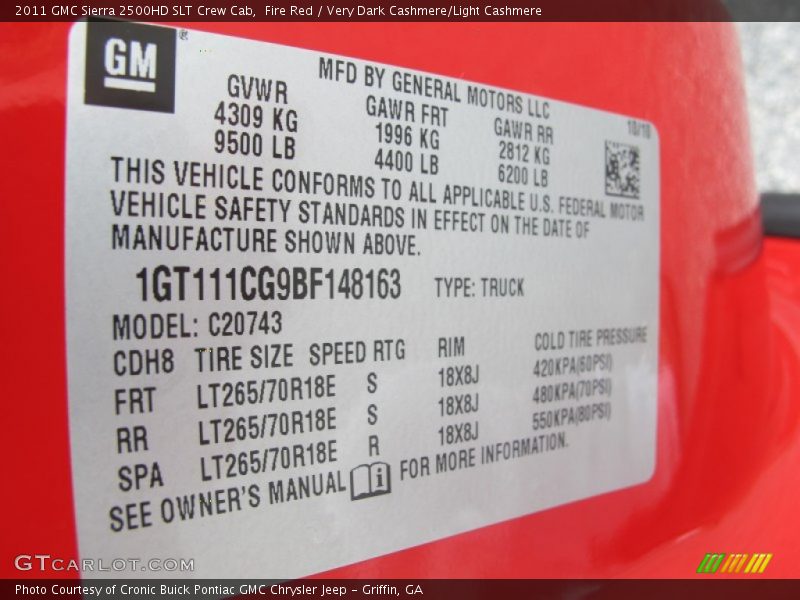 2011 GMC Sierra 2500HD SLT Crew Cab,  Fire Red / Very Dark Cashmere/Light Cashmere
GM ®
MFD BY GENERAL MOTORS LLC
10/10
GVWR GAWR FRT GAWR RR
4309 KG 1996 KG 2812 KG
9500 LB 4400 LB 6200 LB
THIS VEHICLE CONFORMS TO ALL APPLICABLE U.S. FEDERAL MOTOR
VEHICLE SAFETY STANDARDS IN EFFECT ON THE DATE OF
MANUFACTURE SHOWN ABOVE.
1GT111CG9BF148163 TYPE: TRUCK
MODEL: C20743
CDH8 TIRE SIZE SPEED RTG RIM COLD TIRE PRESSURE
FRT LT265/70R18E S 18X8J 420KPA(60PSI)
RR LT265/70R18E S 18X8J 480KPA(70PSI)
SPA LT265/70R18E R 18X8J 550KPA(80PSI)
SEE OWNER'S MANUAL i FOR MORE INFORMATION.
GTCARLOT.COM
Photo Courtesy of Cronic Buick Pontiac GMC Chrysler Jeep - Griffin, GA